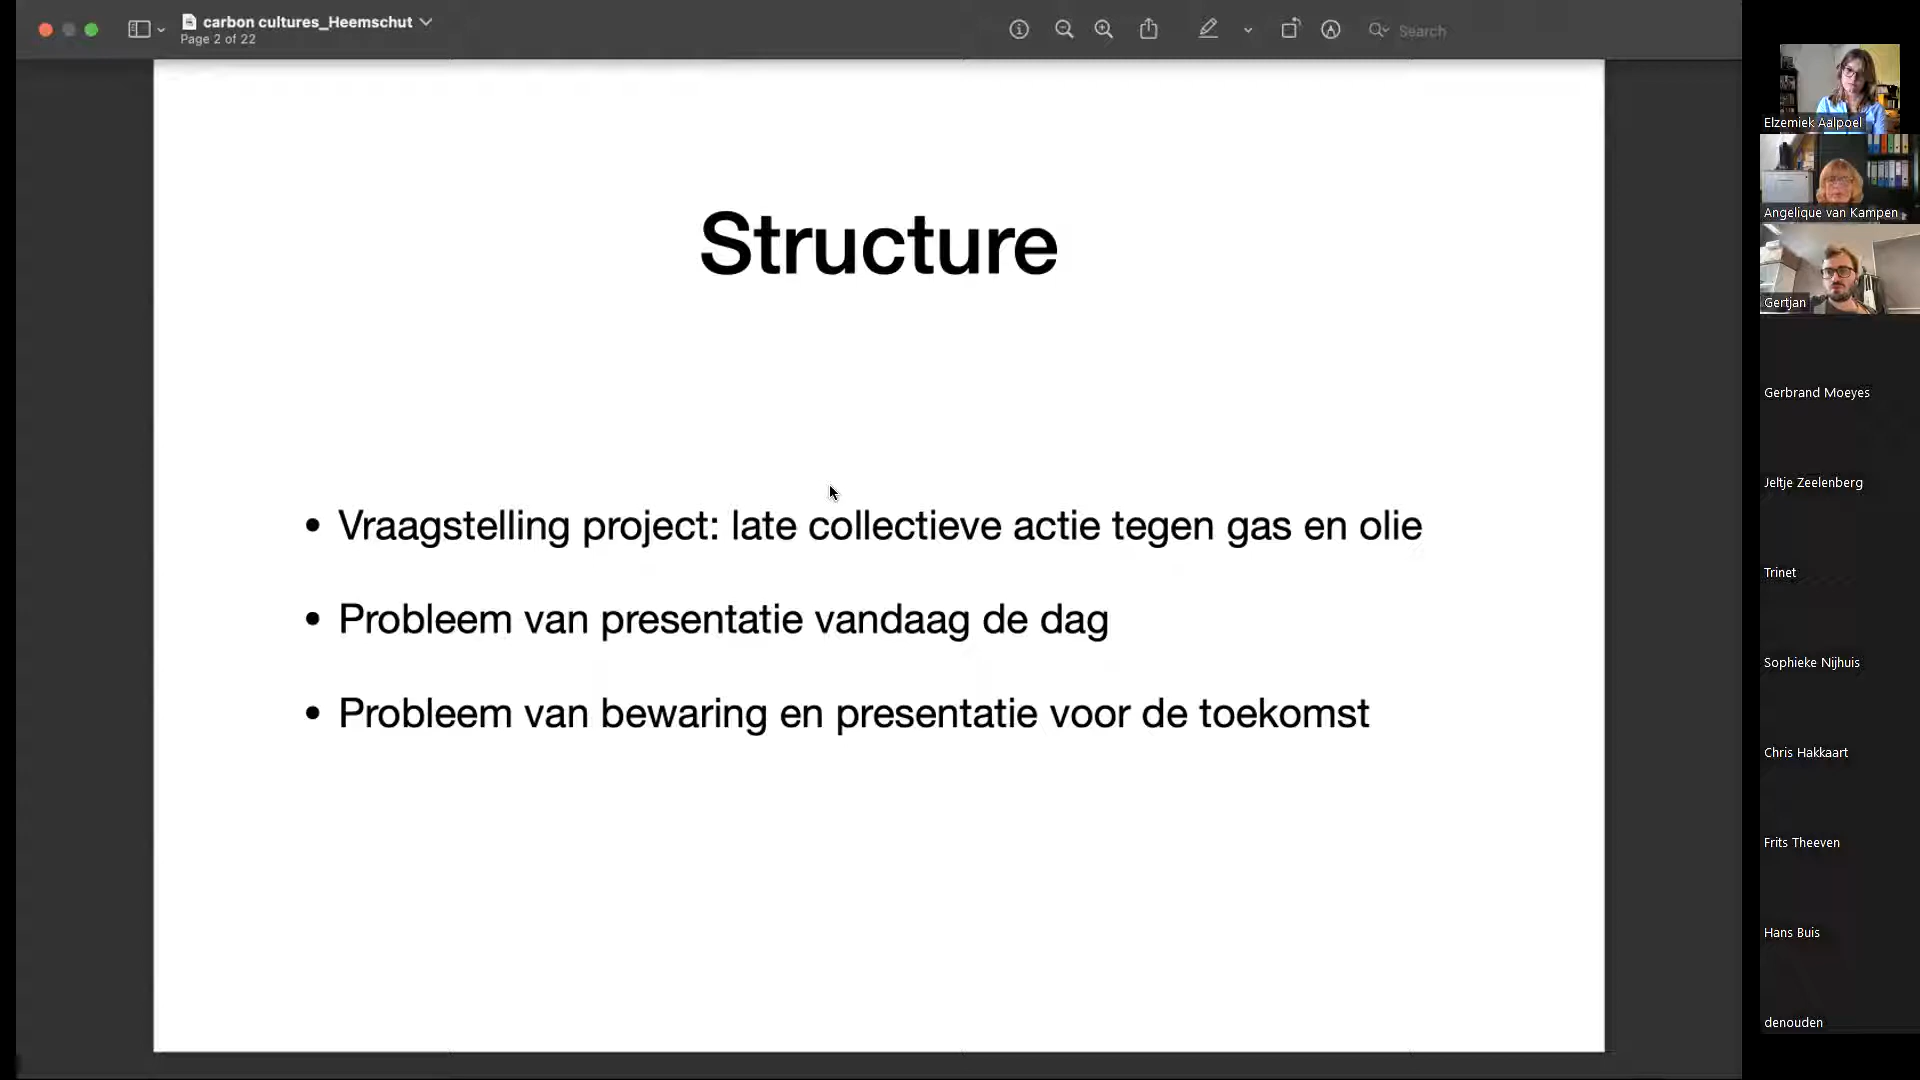 carbon cultures_Heemschut
Page 2 of 22
Search
Structure
• Vraagstelling project: late collectieve actie tegen gas en olie
• Probleem van presentatie vandaag de dag
• Probleem van bewaring en presentatie voor de toekomst
Elzemiek Aalpoel
Angelique van Kampen
Gertjan
Gerbrand Moeyes
Jeltje Zeelenberg
Trinet
Sophieke Nijhuis
Chris Hakkaart
Frits Theeven
Hans Buis
denouden